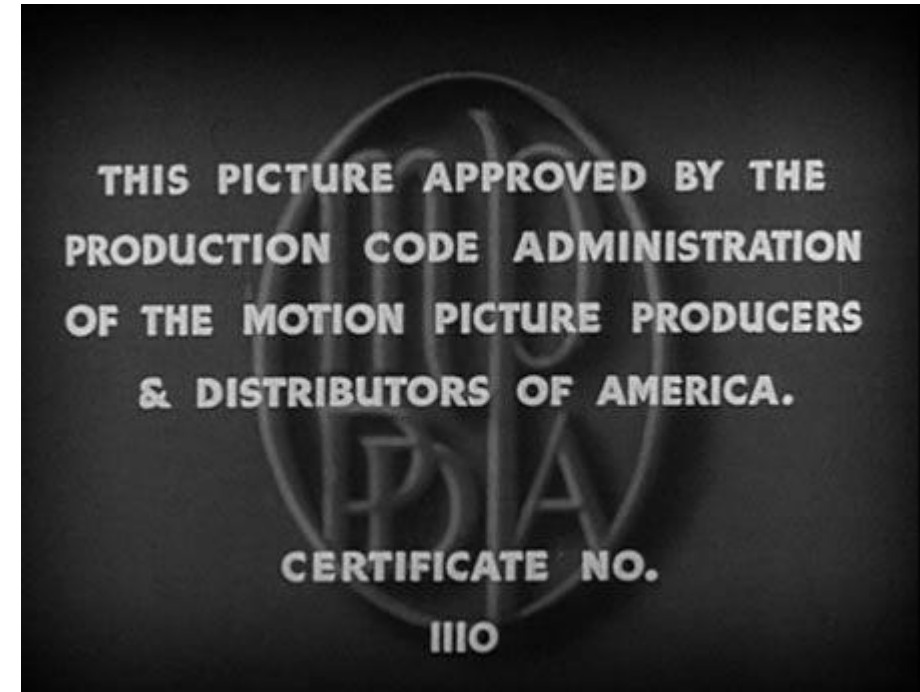 THIS PICTURE APPROVED BY THE
PRODUCTION CODE ADMINISTRATION
OF THE MOTION PICTURE PRODUCERS
& DISTRIBUTORS OF AMERICA.
MPPDA
CERTIFICATE NO.
1110